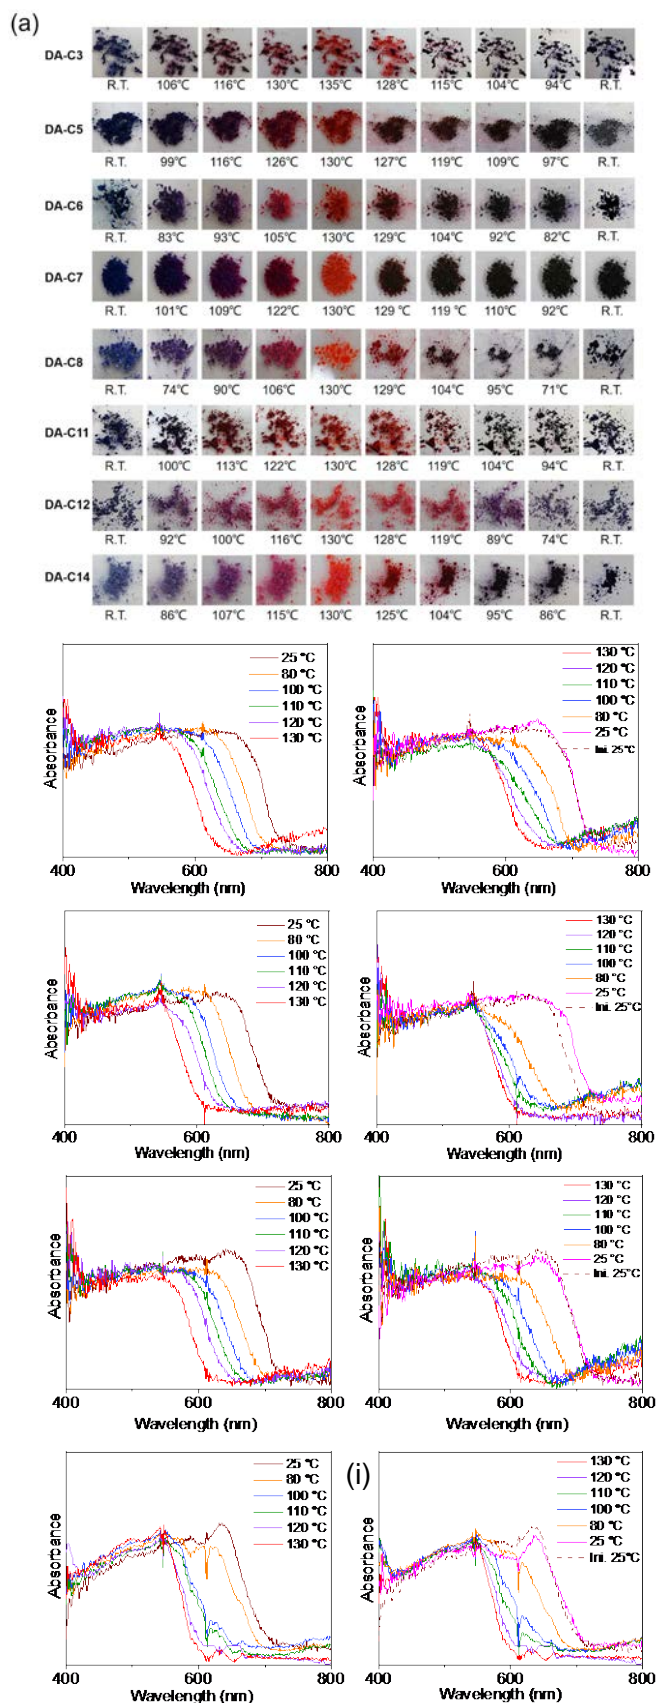 (a)
DA-C3
R.T. 106°C 116°C 130°C 135°C 128°C 115°C 104°C 94°C R.T.
DA-C5
R.T. 99°C 116°C 126°C 130°C 127°C 119°C 109°C 97°C R.T.
DA-C6
R.T. 83°C 93°C 105°C 130°C 129°C 104°C 92°C 82°C R.T.
DA-C7
R.T. 101°C 109°C 122°C 130°C 129 °C 119 °C 110°C 92°C R.T.
DA-C8
R.T. 74°C 90°C 106°C 130°C 129°C 104°C 95°C 71°C R.T.
DA-C11
R.T. 100°C 113°C 122°C 130°C 128°C 119°C 104°C 94°C R.T.
DA-C12
R.T. 92°C 100°C 116°C 130°C 128°C 119°C 89°C 74°C R.T.
DA-C14
R.T. 86°C 107°C 115°C 130°C 125°C 104°C 95°C 86°C R.T.
25 °C
80 °C
100 °C
110 °C
120 °C
130 °C
Absorbance
400 600 800
Wavelength (nm)
130 °C
120 °C
110 °C
100 °C
80 °C
25 °C
Ini. 25°C
Absorbance
400 600 800
Wavelength (nm)
25 °C
80 °C
100 °C
110 °C
120 °C
130 °C
Absorbance
400 600 800
Wavelength (nm)
130 °C
120 °C
110 °C
100 °C
80 °C
25 °C
Ini. 25°C
Absorbance
400 600 800
Wavelength (nm)
25 °C
80 °C
100 °C
110 °C
120 °C
130 °C
Absorbance
400 600 800
Wavelength (nm)
130 °C
120 °C
110 °C
100 °C
80 °C
25 °C
Ini. 25°C
Absorbance
400 600 800
Wavelength (nm)
25 °C
80 °C
100 °C
110 °C
120 °C
130 °C
Absorbance
400 600 800
Wavelength (nm)
(i)
130 °C
120 °C
110 °C
100 °C
80 °C
25 °C
Ini. 25°C
Absorbance
400 600 800
Wavelength (nm)